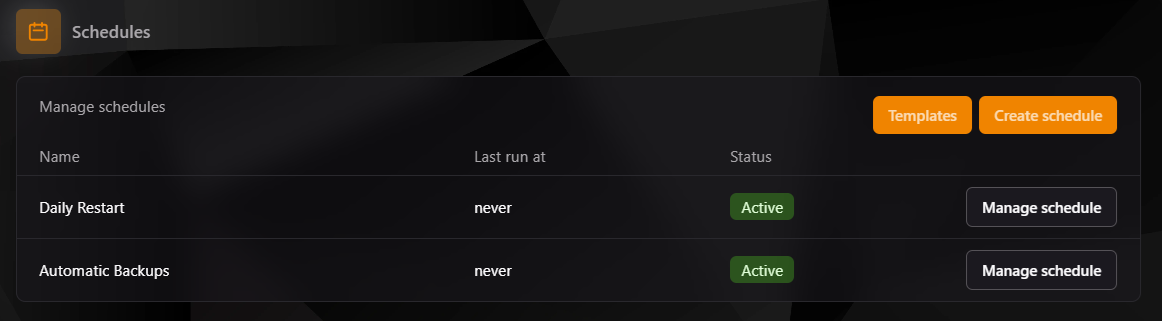 Schedules
Manage schedules
Templates
Create schedule
Name
Last run at
Status
Daily Restart
never
Active
Manage schedule
Automatic Backups
never
Active
Manage schedule